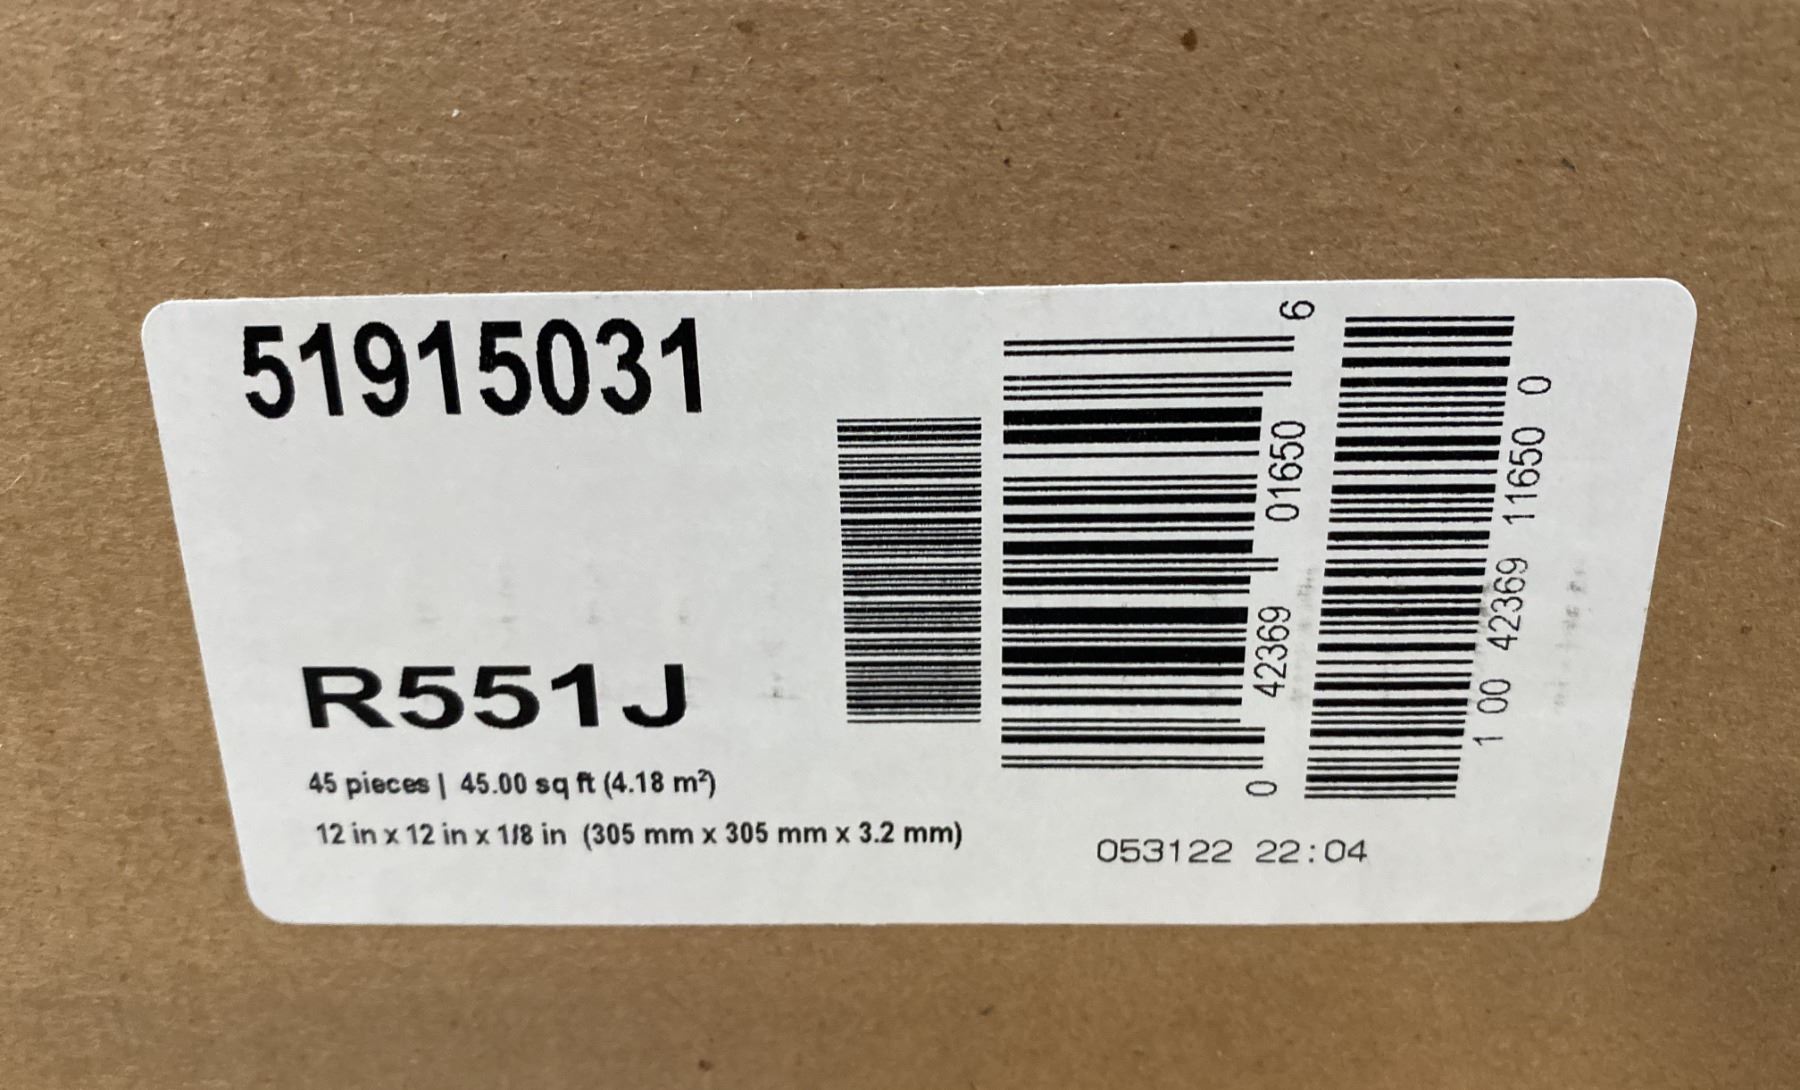 51915031
R551J
45 pieces | 45.00 sq ft (4.18 m²)
12 in x 12 in x 1/8 in (305 mm x 305 mm x 3.2 mm)
0 42369 01650 6
1 00 42369 11650 0
053122 22:04